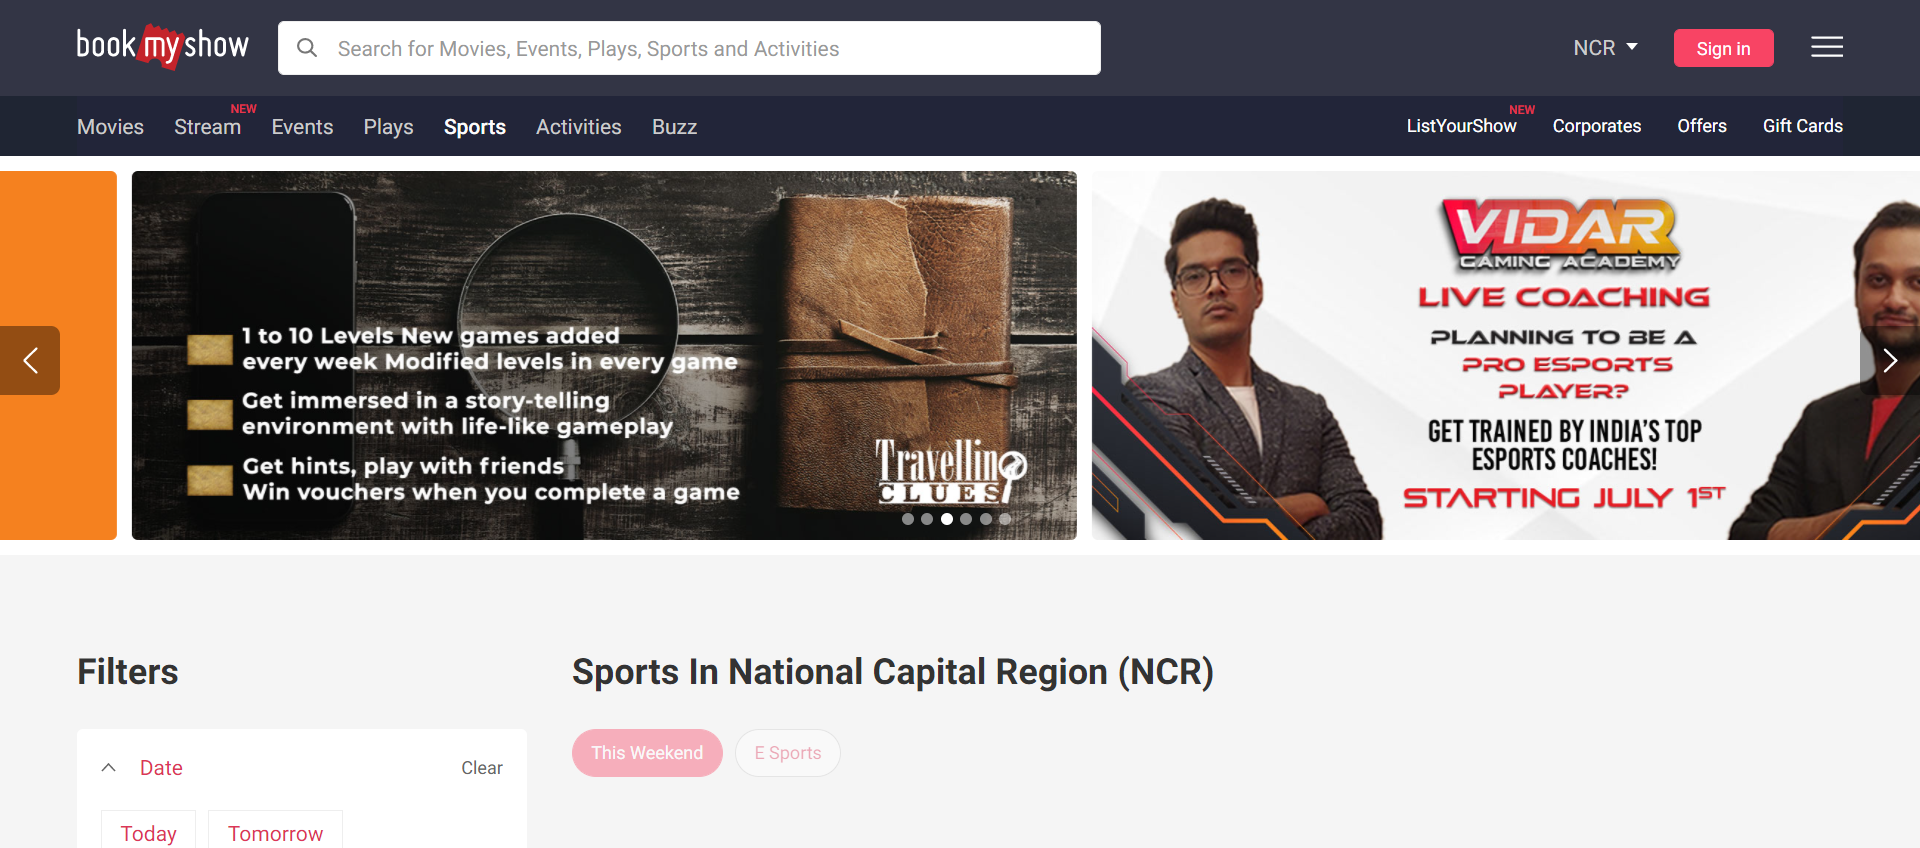 bookmyshow
Search for Movies, Events, Plays, Sports and Activities
NCR
Sign in
Movies
Stream
NEW
Events
Plays
Sports
Activities
Buzz
ListYourShow
NEW
Corporates
Offers
Gift Cards
1 to 10 Levels New games added
every week Modified levels in every game
Get immersed in a story-telling
environment with life-like gameplay
Get hints, play with friends
Win vouchers when you complete a game
Travelling
CLUES
VIDAR
GAMING ACADEMY
LIVE COACHING
PLANNING TO BE A
PRO ESPORTS
PLAYER?
GET TRAINED BY INDIA'S TOP
ESPORTS COACHES!
STARTING JULY 1ST
Filters
Date
Clear
Today
Tomorrow
Sports In National Capital Region (NCR)
This Weekend
E Sports